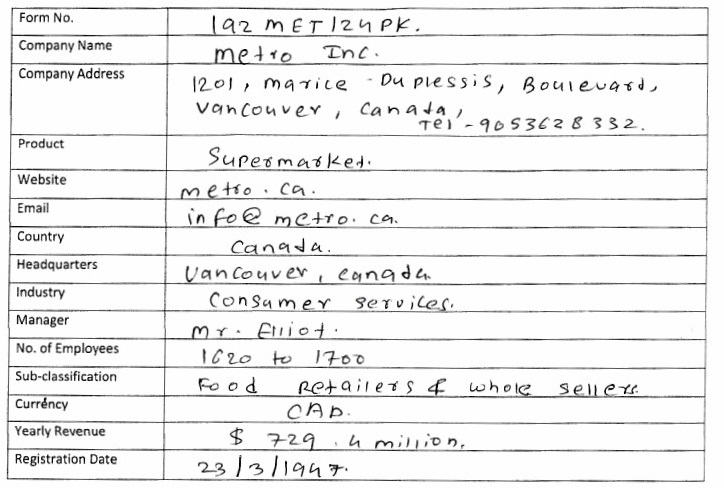 Form No. 192 MET124PK.
Company Name metro Inc.
Company Address 1201, marice - Du plessis, Boulevard,
Vancouver, Canada,
Tel - 9053628332.
Product Supermarket.
Website metro.ca.
Email info@metro.ca.
Country Canada.
Headquarters Vancouver, canada
Industry Consumer services.
Manager mr. Elliot.
No. of Employees 1620 to 1700
Sub-classification Food Retailers & whole sellers
Currency CAD.
Yearly Revenue $ 729.4 million.
Registration Date 23/3/1947.